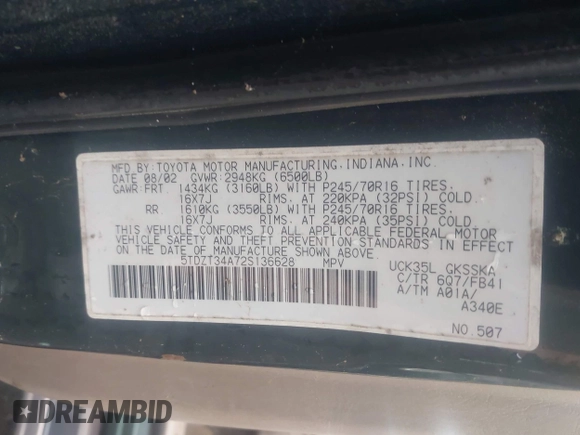 MFD. BY: TOYOTA MOTOR MANUFACTURING, INDIANA, INC.
DATE 08/02 GVWR: 2948KG (6500LB)
GAWR: FRT 1434KG (3160LB) WITH P245/70R16 TIRES,
16X7J RIMS, AT 220KPA (32PSI) COLD.
RR 1610KG (3550LB) WITH P245/70R16 TIRES,
16X7J RIMS, AT 240KPA (35PSI) COLD.
THIS VEHICLE CONFORMS TO ALL APPLICABLE FEDERAL MOTOR
VEHICLE SAFETY AND THEFT PREVENTION STANDARDS IN EFFECT
ON THE DATE OF MANUFACTURE SHOWN ABOVE.
5TDZT34A72S136628 MPV
UCK35L GKSSKA
C/TR 6Q7/FB41
A/TM A01A/
A340E
NO. 507
DREAMBID